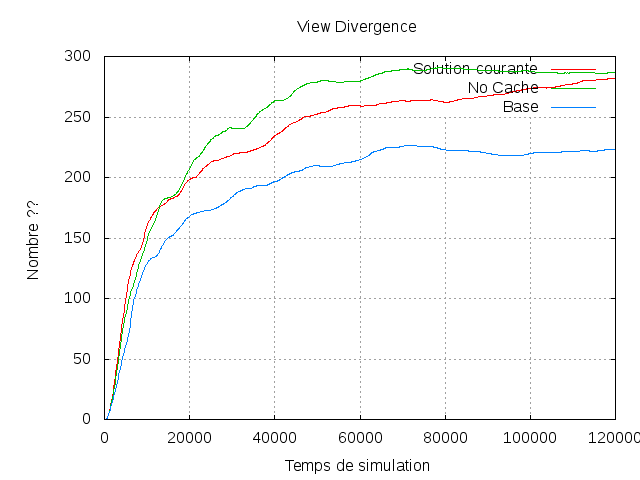 View Divergence
300
250
200
150
100
50
0
Nombre ??
Solution courante
No Cache
Base
0 20000 40000 60000 80000 100000 120000
Temps de simulation